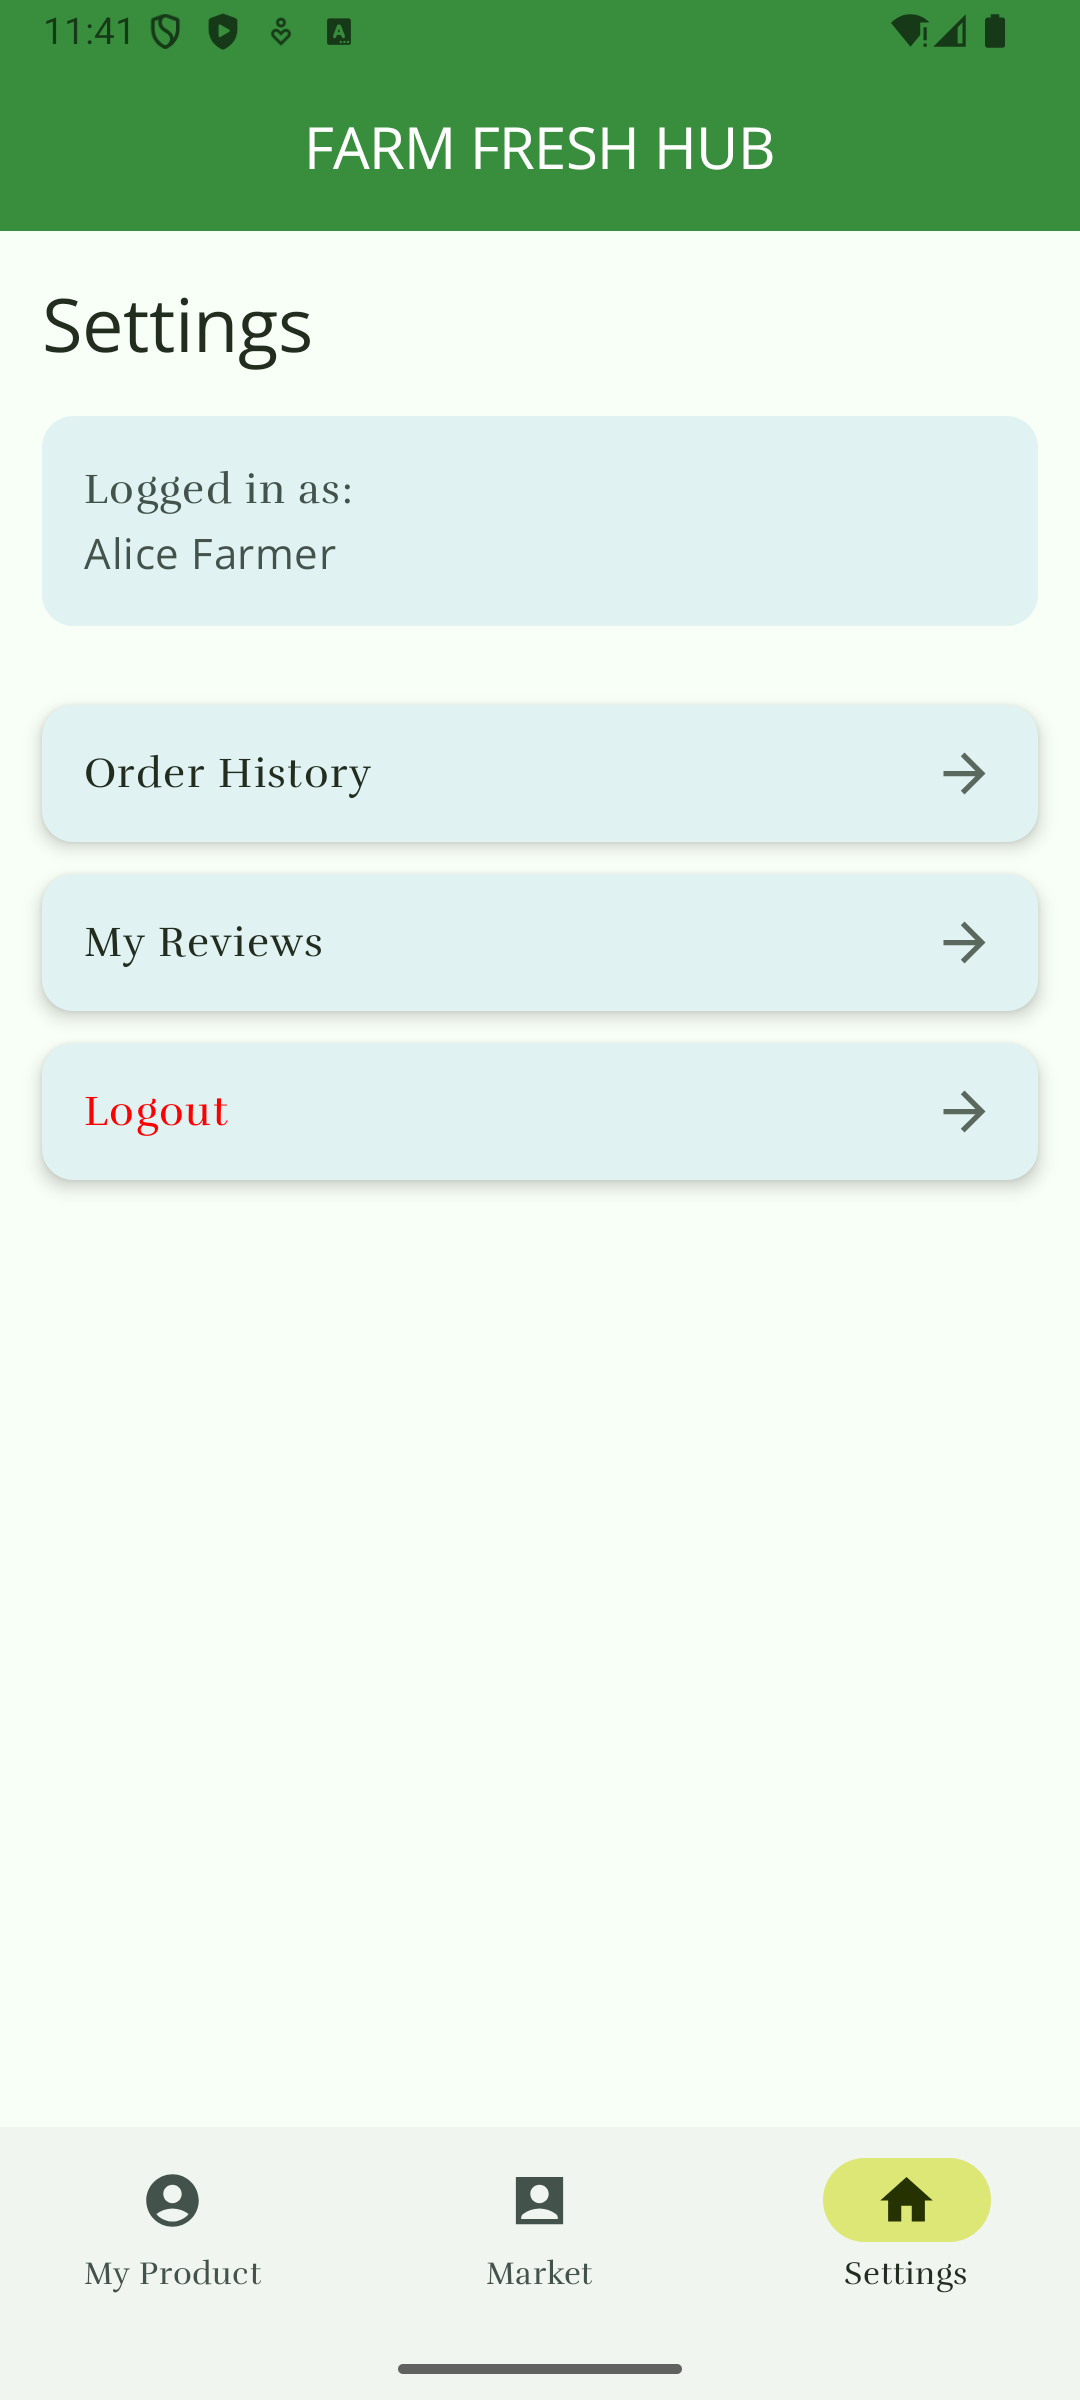 11:41
FARM FRESH HUB
Settings
Logged in as:
Alice Farmer
Order History
My Reviews
Logout
My Product
Market
Settings